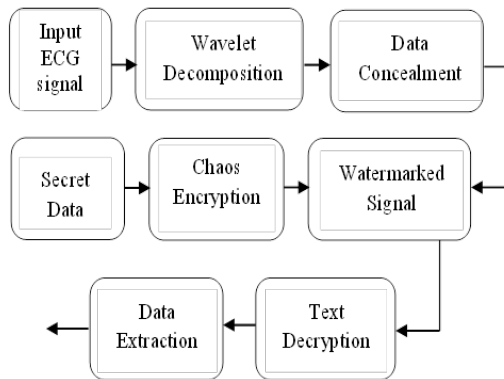 Input
ECG
signal
Wavelet
Decomposition
Data
Concealment
Secret
Data
Chaos
Encryption
Watermarked
Signal
Data
Extraction
Text
Decryption